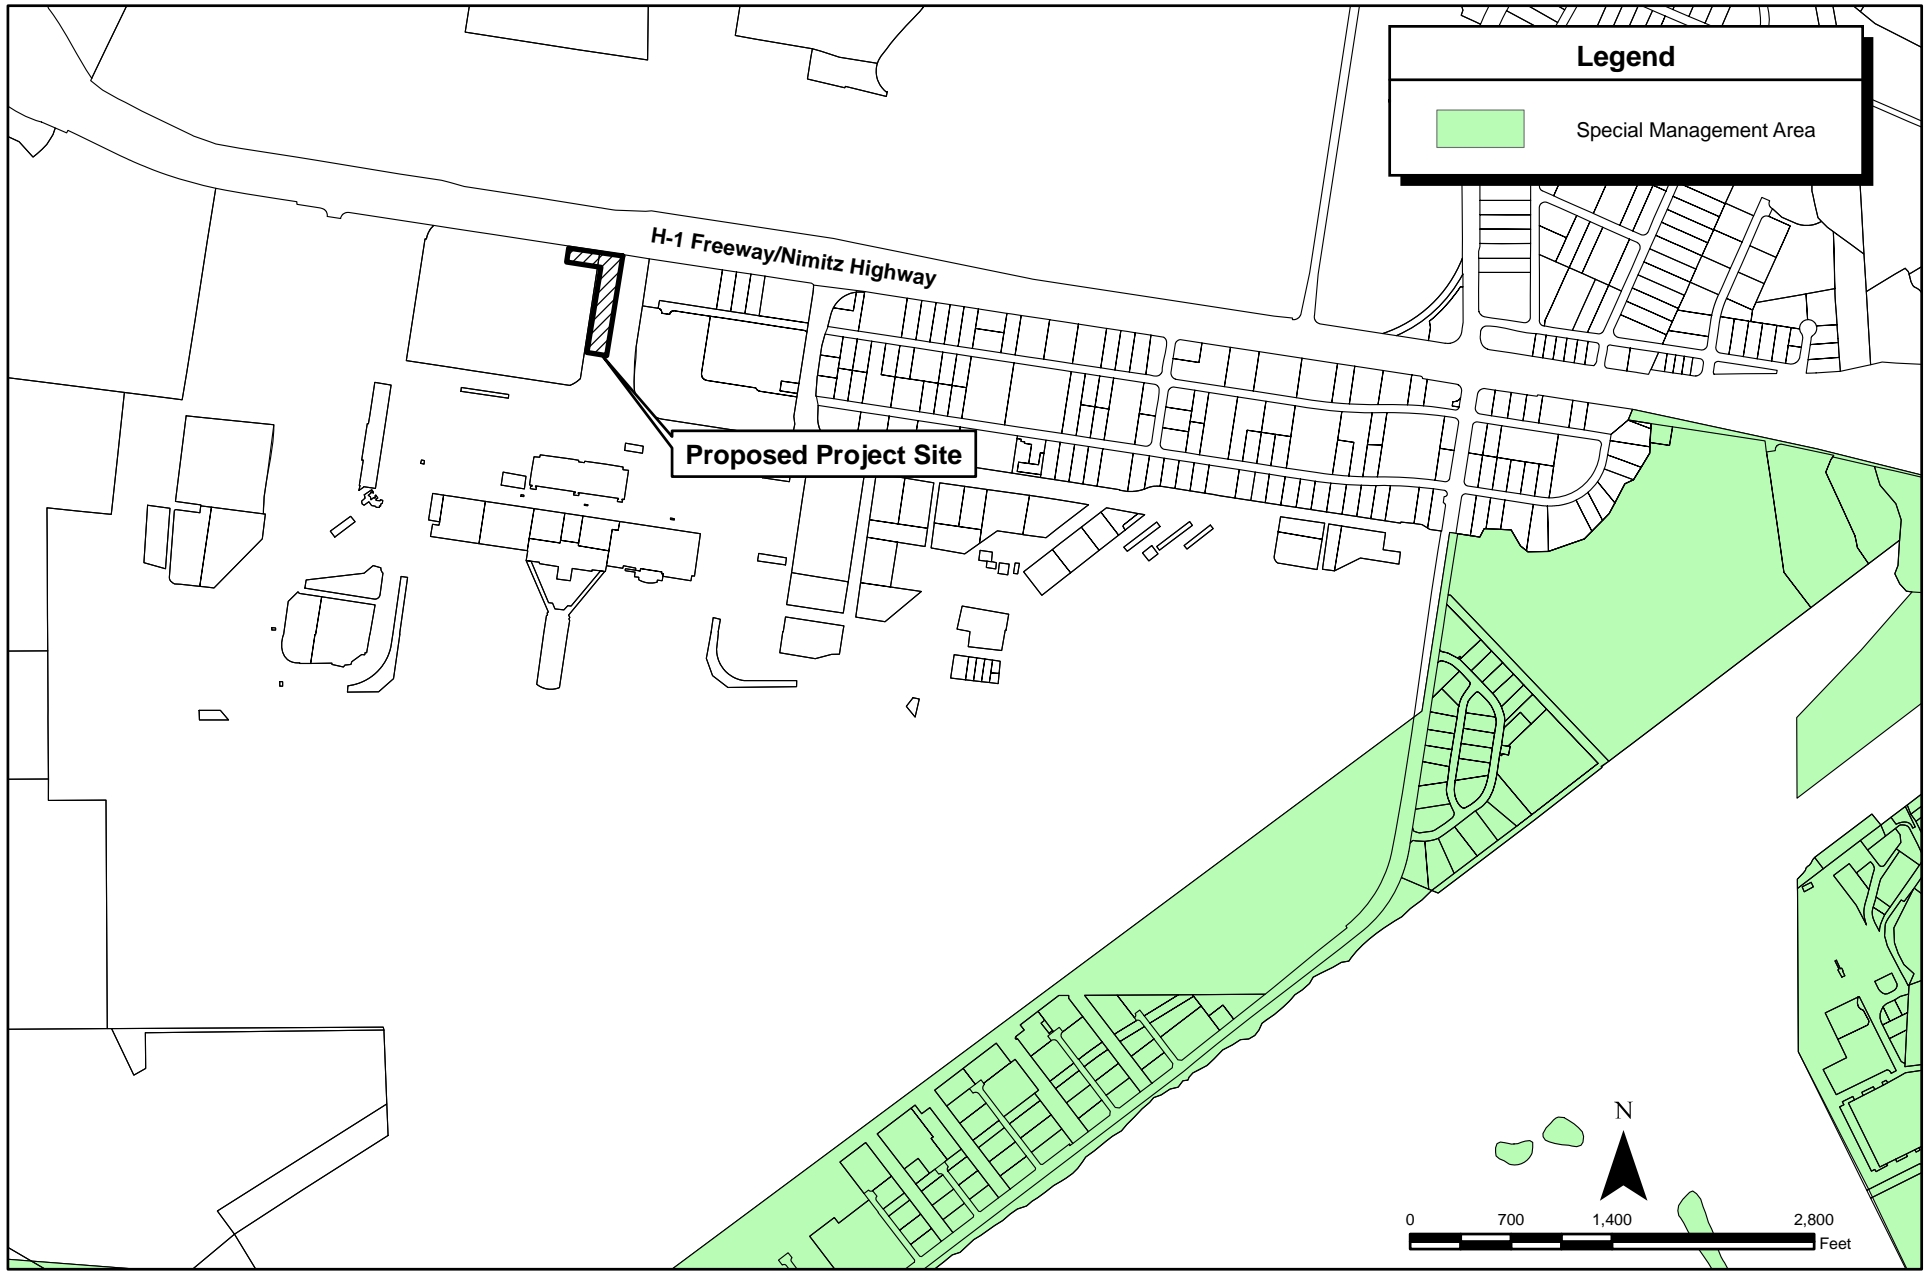 Legend
Special Management Area
H-1 Freeway/Nimitz Highway
Proposed Project Site
N
0 700 1,400 2,800
Feet